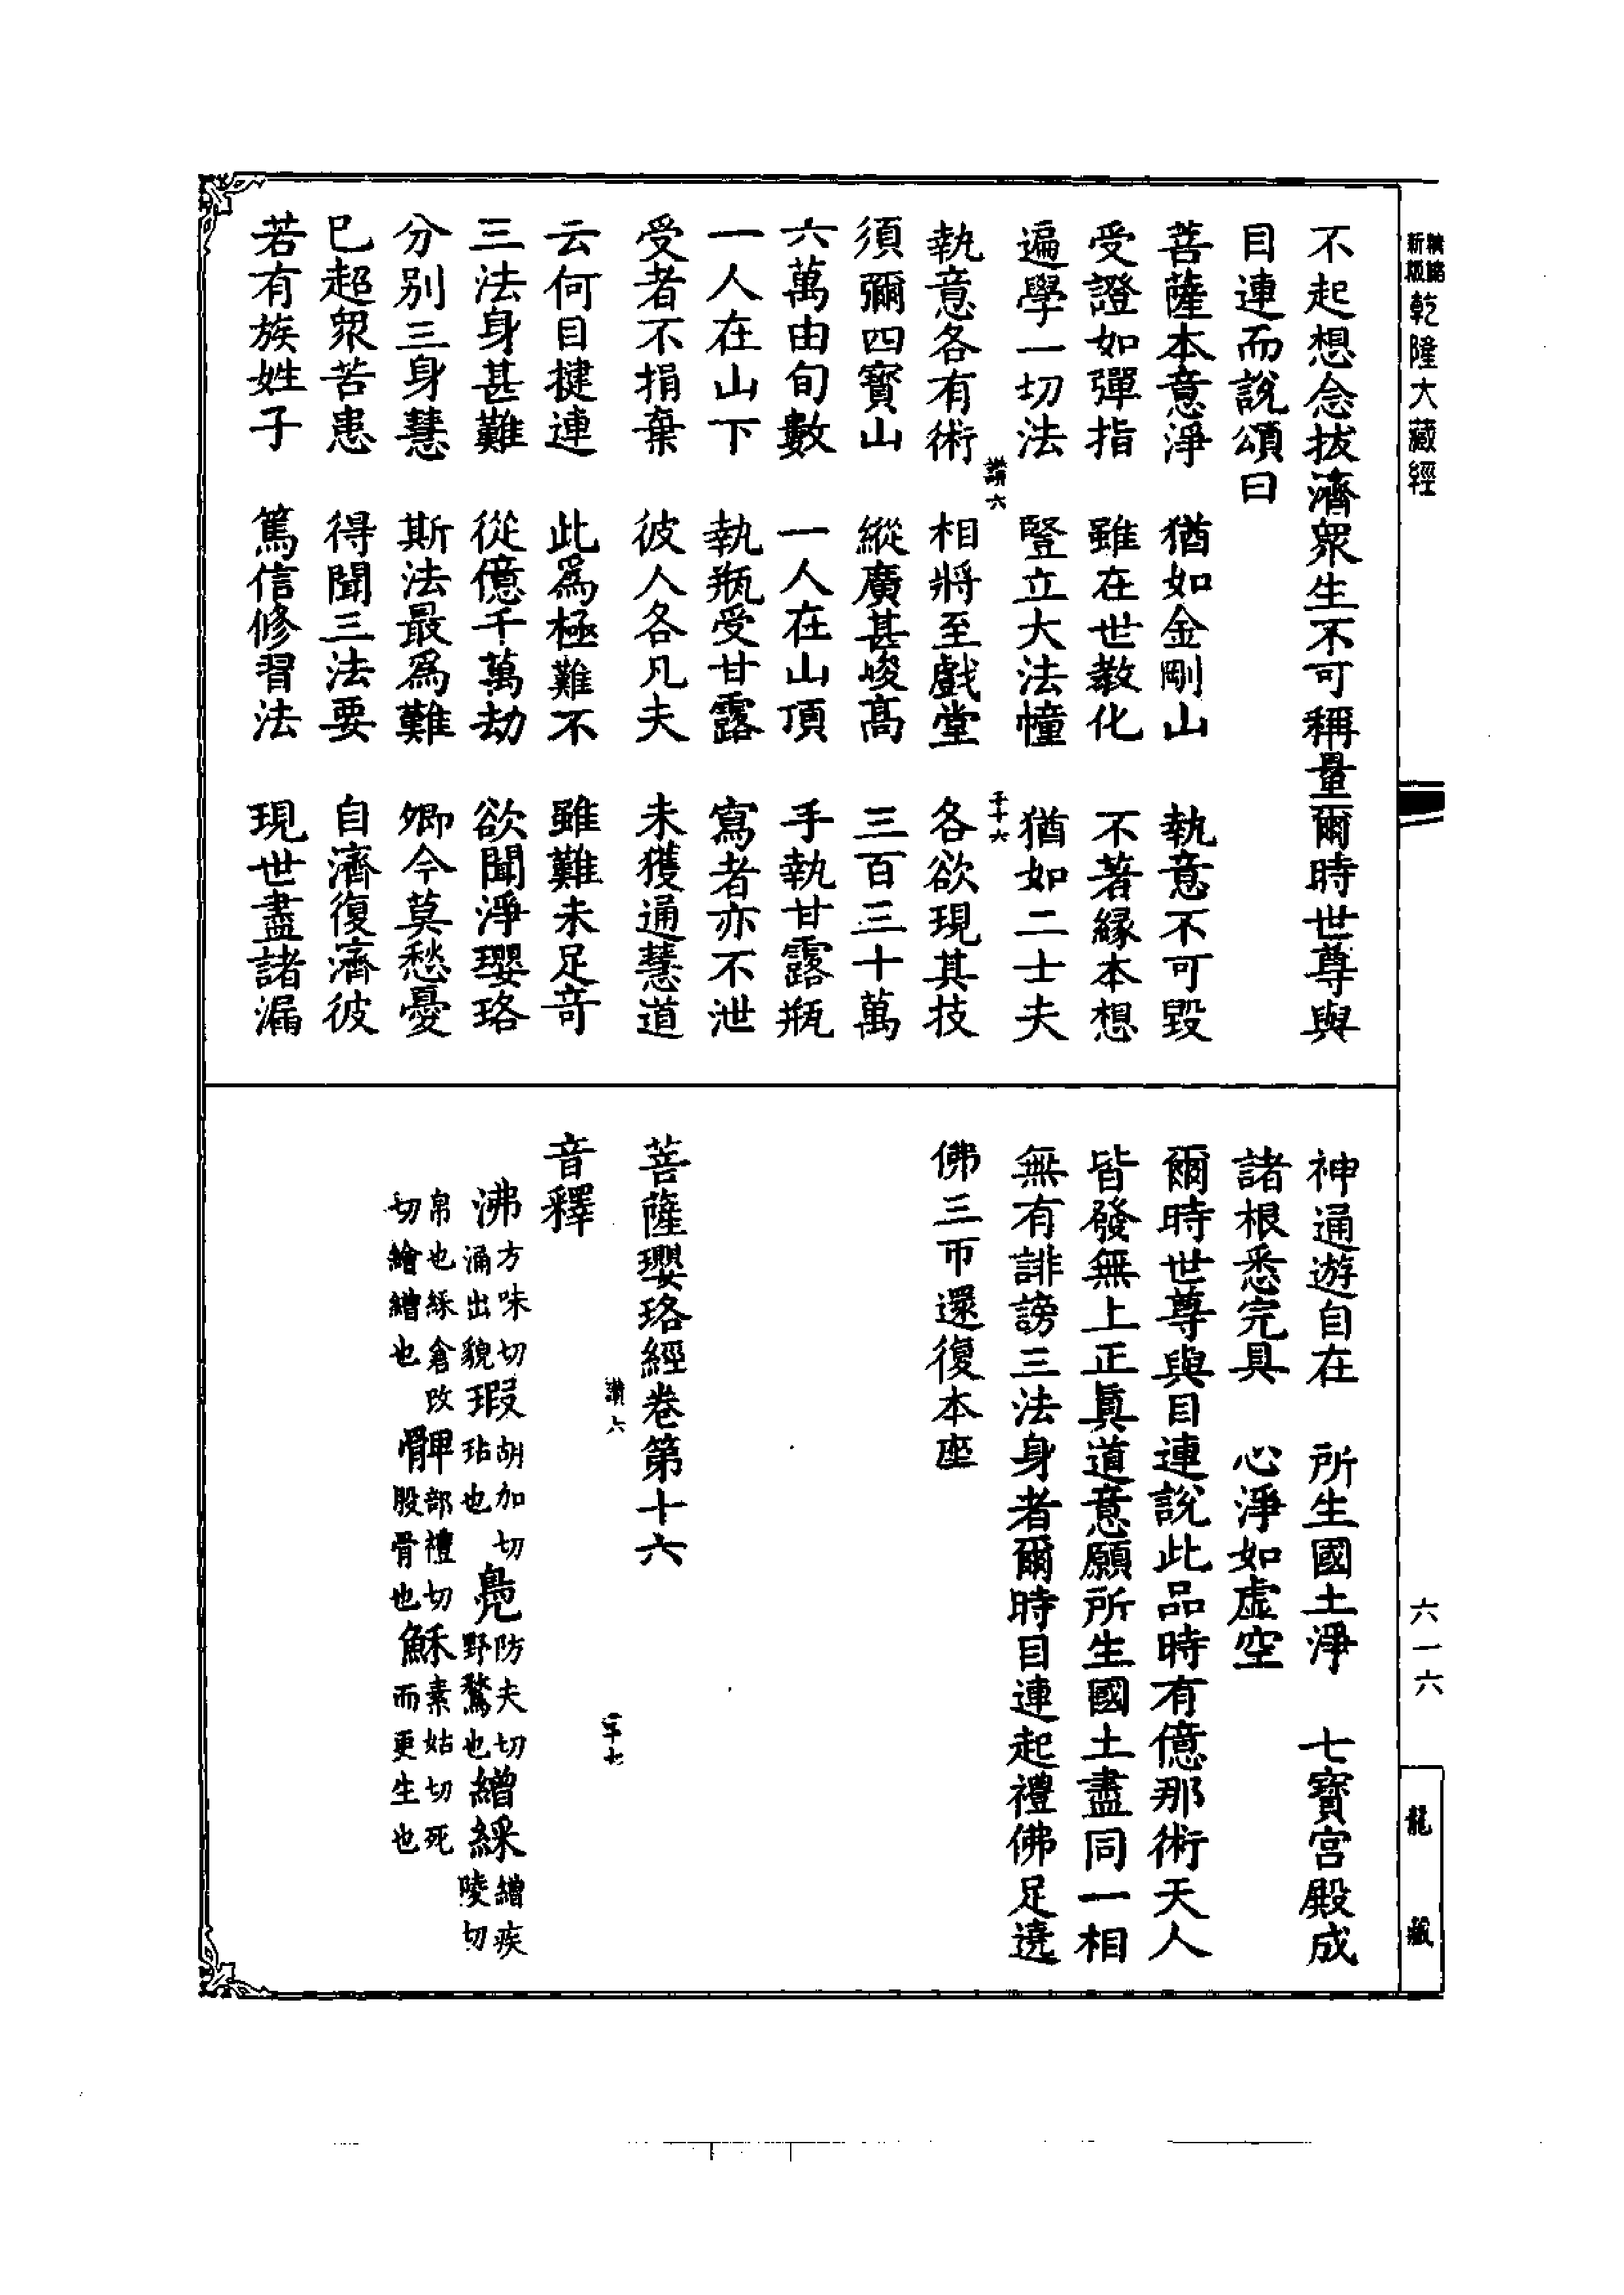 新版
乾隆大藏經
不起想念拔濟衆生不可稱量爾時世尊與
目連而說頌曰
菩薩本意淨　猶如金剛山　執意不可毀
受證如彈指　雖在世教化　不著緣本想
遍學一切法　豎立大法幢　猶如二士夫
執意各有術　相將至戲堂　各欲現其技
須彌四寶山　縱廣甚峻高　三百三十萬
六萬由旬數　一人在山頂　手執甘露瓶
一人在山下　執瓶受甘露　寫者亦不泄
受者不捐棄　彼人各凡夫　未獲通慧道
云何目揵連　此爲極難不　雖難未足奇
三法身甚難　從億千萬劫　欲聞淨瓔珞
分别三身慧　斯法最爲難　卿今莫愁憂
已超衆苦患　得聞三法要　自濟復濟彼
若有族姓子　篤信修習法　現世盡諸漏
神通遊自在　所生國土淨　七寶宫殿成
諸根悉完具　心淨如虛空
爾時世尊與目連說此品時有億那術天人
皆發無上正眞道意願所生國土盡同一相
無有誹謗三法身者爾時目連起禮佛足遶
佛三帀還復本座
菩薩瓔珞經卷第十六
音釋
沸方味切涌出貌瑕胡加切玷也鳧防夫切野鶩也繒綵繒疾陵切
帛也綵倉改切繪繒也髀部禮切股骨也穌素姑切死而更生也
六一六
龍藏